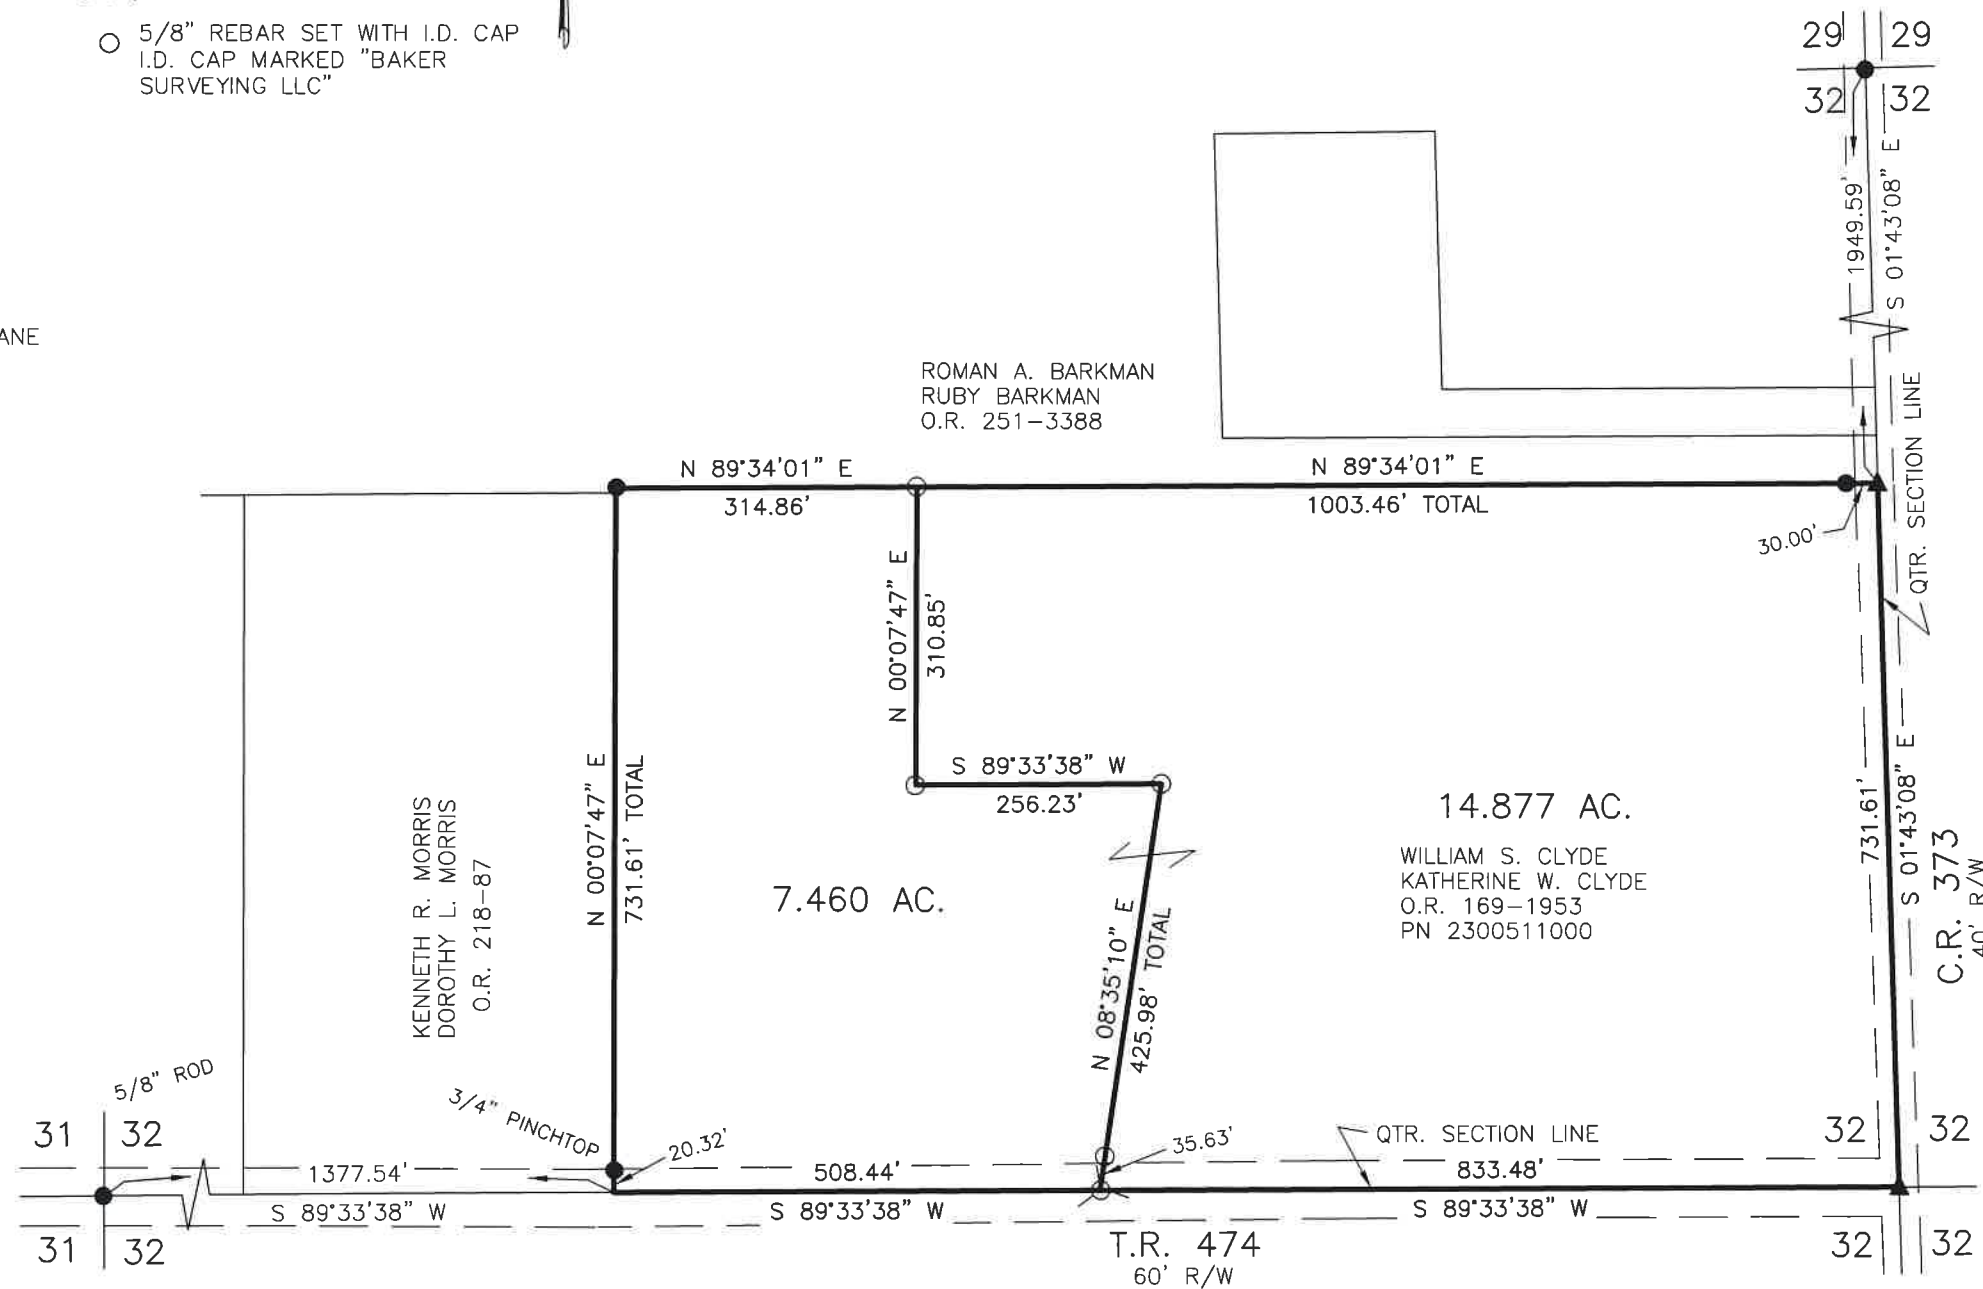 5/8" REBAR SET WITH I.D. CAP
I.D. CAP MARKED "BAKER
SURVEYING LLC"
29 29
32 32
1949.59'
S 01°43'08" E
ANE
ROMAN A. BARKMAN
RUBY BARKMAN
O.R. 251-3388
QTR. SECTION LINE
N 89°34'01" E
314.86'
N 89°34'01" E
1003.46' TOTAL
30.00'
N 00°07'47" E
310.85'
S 89°33'38" W
256.23'
N 00°07'47" E
731.61' TOTAL
KENNETH R. MORRIS
DOROTHY L. MORRIS
O.R. 218-87
7.460 AC.
14.877 AC.
WILLIAM S. CLYDE
KATHERINE W. CLYDE
O.R. 169-1953
PN 2300511000
731.61'
S 01°43'08" E
C.R. 373
40' R/W
N 08°35'10" E
425.98' TOTAL
5/8" ROD
3/4" PINCHTOP
20.32'
35.63'
QTR. SECTION LINE
31 32
32 32
1377.54'
508.44'
833.48'
S 89°33'38" W
S 89°33'38" W
S 89°33'38" W
31 32
T.R. 474
60' R/W
32 32